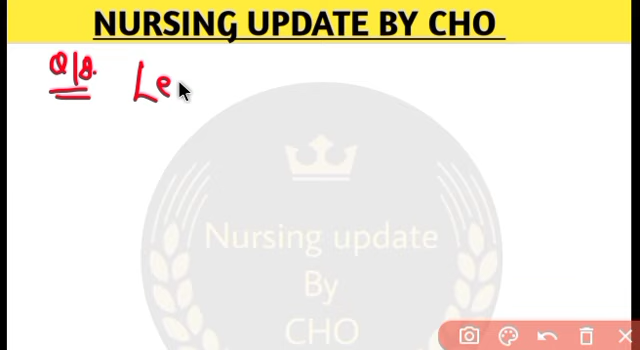 NURSING UPDATE BY CHO
Q18. Le
Nursing update
By
CHO